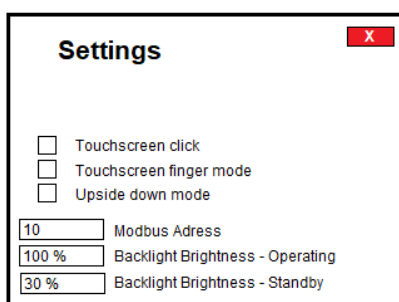 Settings
X
Touchscreen click
Touchscreen finger mode
Upside down mode
10 Modbus Adress
100 % Backlight Brightness - Operating
30 % Backlight Brightness - Standby